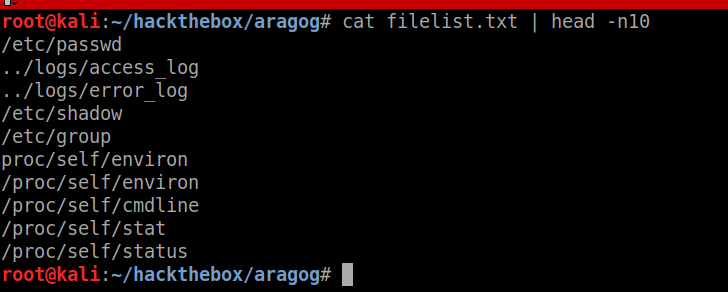 root@kali:~/hackthebox/aragog# cat filelist.txt | head -n10
/etc/passwd
../logs/access_log
../logs/error_log
/etc/shadow
/etc/group
proc/self/environ
/proc/self/environ
/proc/self/cmdline
/proc/self/stat
/proc/self/status
root@kali:~/hackthebox/aragog#